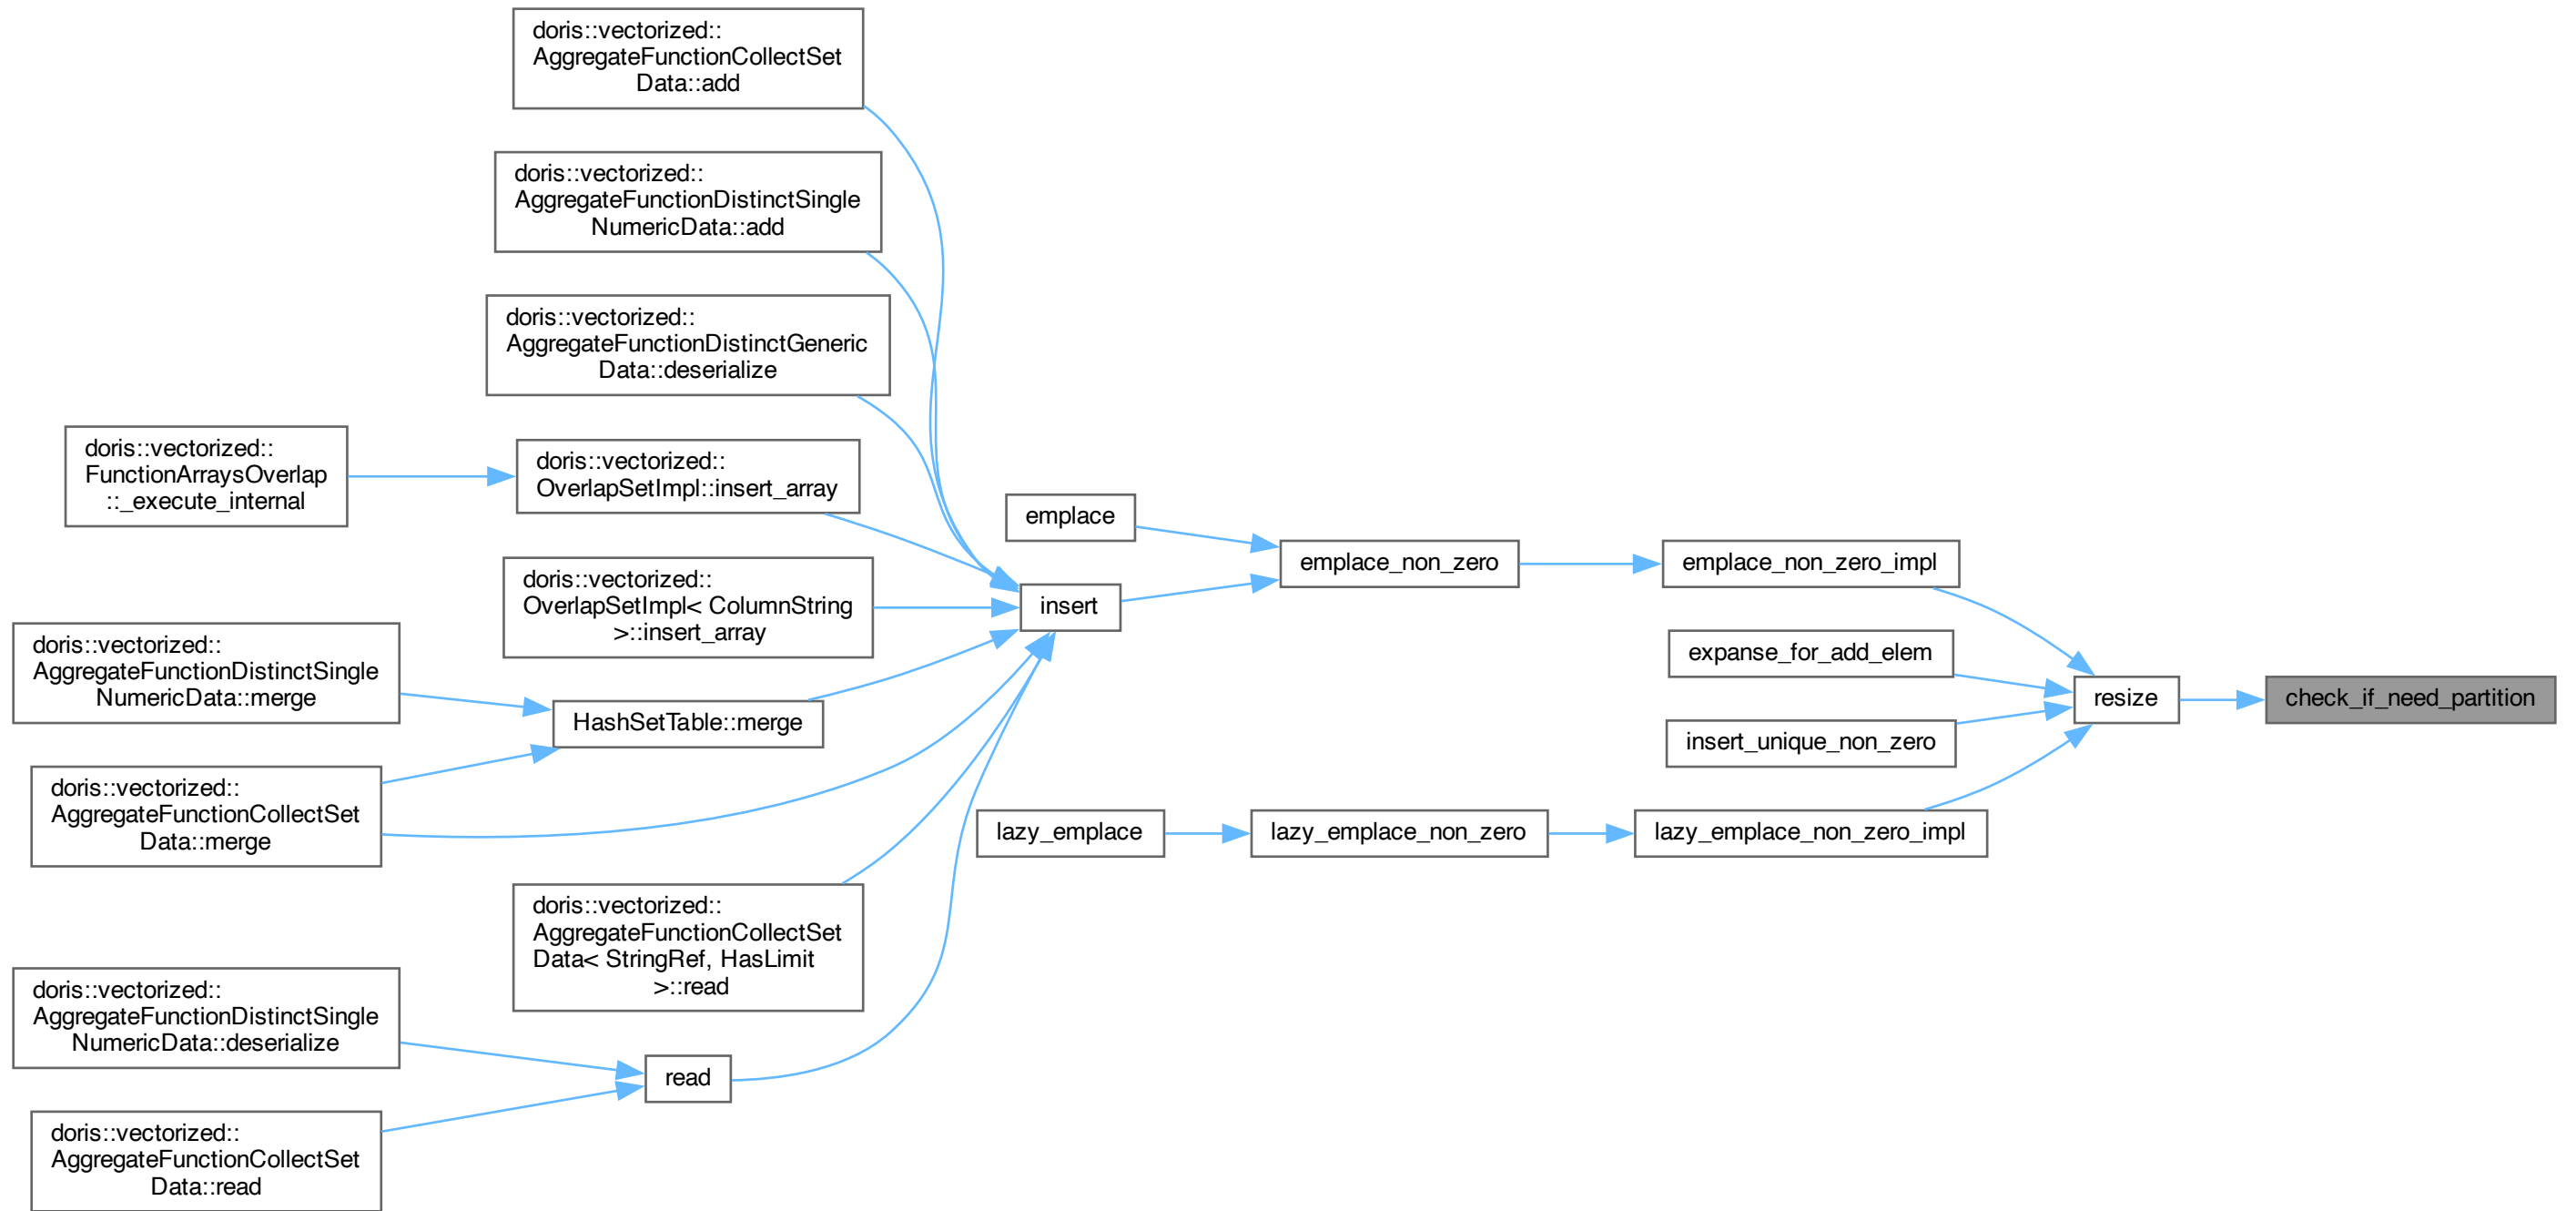 doris::vectorized::
AggregateFunctionCollectSet
Data::add
doris::vectorized::
AggregateFunctionDistinctSingle
NumericData::add
doris::vectorized::
AggregateFunctionDistinctGeneric
Data::deserialize
doris::vectorized::
FunctionArraysOverlap
::_execute_internal
doris::vectorized::
OverlapSetImpl::insert_array
emplace
emplace_non_zero
emplace_non_zero_impl
doris::vectorized::
OverlapSetImpl< ColumnString
>::insert_array
insert
expanse_for_add_elem
doris::vectorized::
AggregateFunctionDistinctSingle
NumericData::merge
HashSetTable::merge
resize
check_if_need_partition
insert_unique_non_zero
doris::vectorized::
AggregateFunctionCollectSet
Data::merge
lazy_emplace
lazy_emplace_non_zero
lazy_emplace_non_zero_impl
doris::vectorized::
AggregateFunctionCollectSet
Data< StringRef, HasLimit
>::read
doris::vectorized::
AggregateFunctionDistinctSingle
NumericData::deserialize
read
doris::vectorized::
AggregateFunctionCollectSet
Data::read